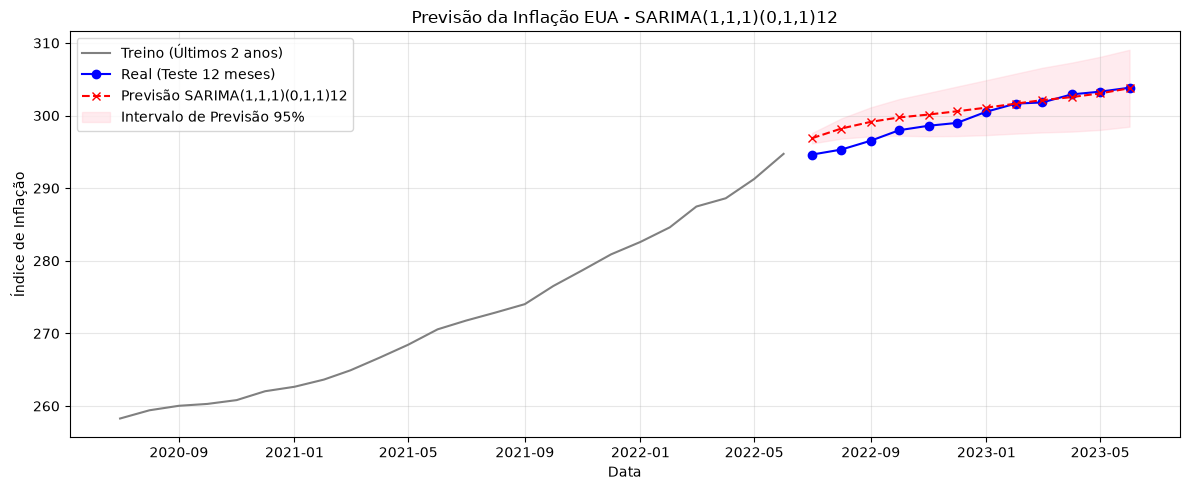 Previsão da Inflação EUA - SARIMA(1,1,1)(0,1,1)12
Treino (Últimos 2 anos)
Real (Teste 12 meses)
Previsão SARIMA(1,1,1)(0,1,1)12
Intervalo de Previsão 95%
Índice de Inflação
310
300
290
280
270
260
2020-09
2021-01
2021-05
2021-09
2022-01
2022-05
2022-09
2023-01
2023-05
Data